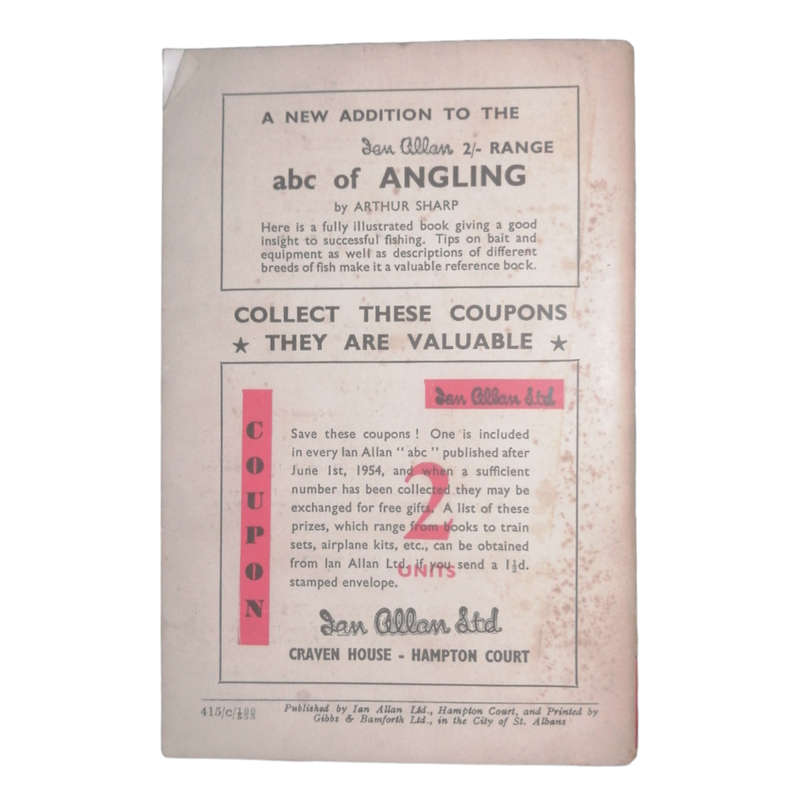 A NEW ADDITION TO THE
Ian Allan 2/- RANGE
abc of ANGLING
by ARTHUR SHARP
Here is a fully illustrated book giving a good
insight to successful fishing. Tips on bait and
equipment as well as descriptions of different
breeds of fish make it a valuable reference book.
COLLECT THESE COUPONS
★ THEY ARE VALUABLE ★
Ian Allan Ltd
COUPON
Save these coupons! One is included
in every Ian Allan "abc" published after
June 1st, 1954, and when a sufficient
number has been collected they may be
exchanged for free gifts. A list of these
prizes, which range from books to train
sets, airplane kits, etc., can be obtained
from Ian Allan Ltd. if you send a 1½d.
stamped envelope.
2
UNITS
Ian Allan Ltd
CRAVEN HOUSE - HAMPTON COURT
415/C/100
Published by Ian Allan Ltd., Hampton Court, and Printed by
Gibbs & Bamforth Ltd., in the City of St. Albans